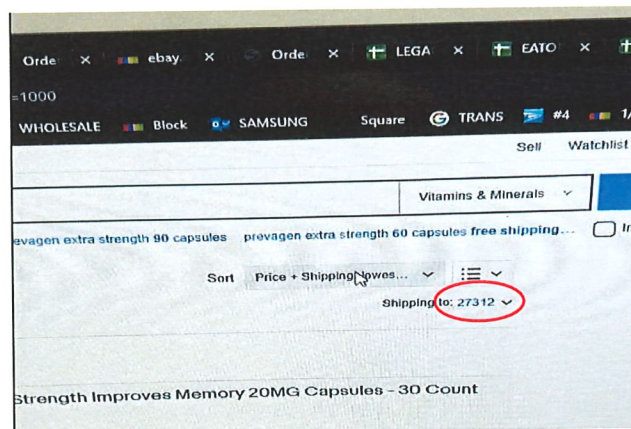 Orde × ebay. × Orde × LEGA × EATO ×
=1000
WHOLESALE Block SAMSUNG Square TRANS #4 1/
Sell Watchlist
Vitamins & Minerals
evagen extra strength 90 capsules prevagen extra strength 60 capsules free shipping... In
Sort Price + Shipping: lowes...
Shipping to: 27312
Strength Improves Memory 20MG Capsules - 30 Count